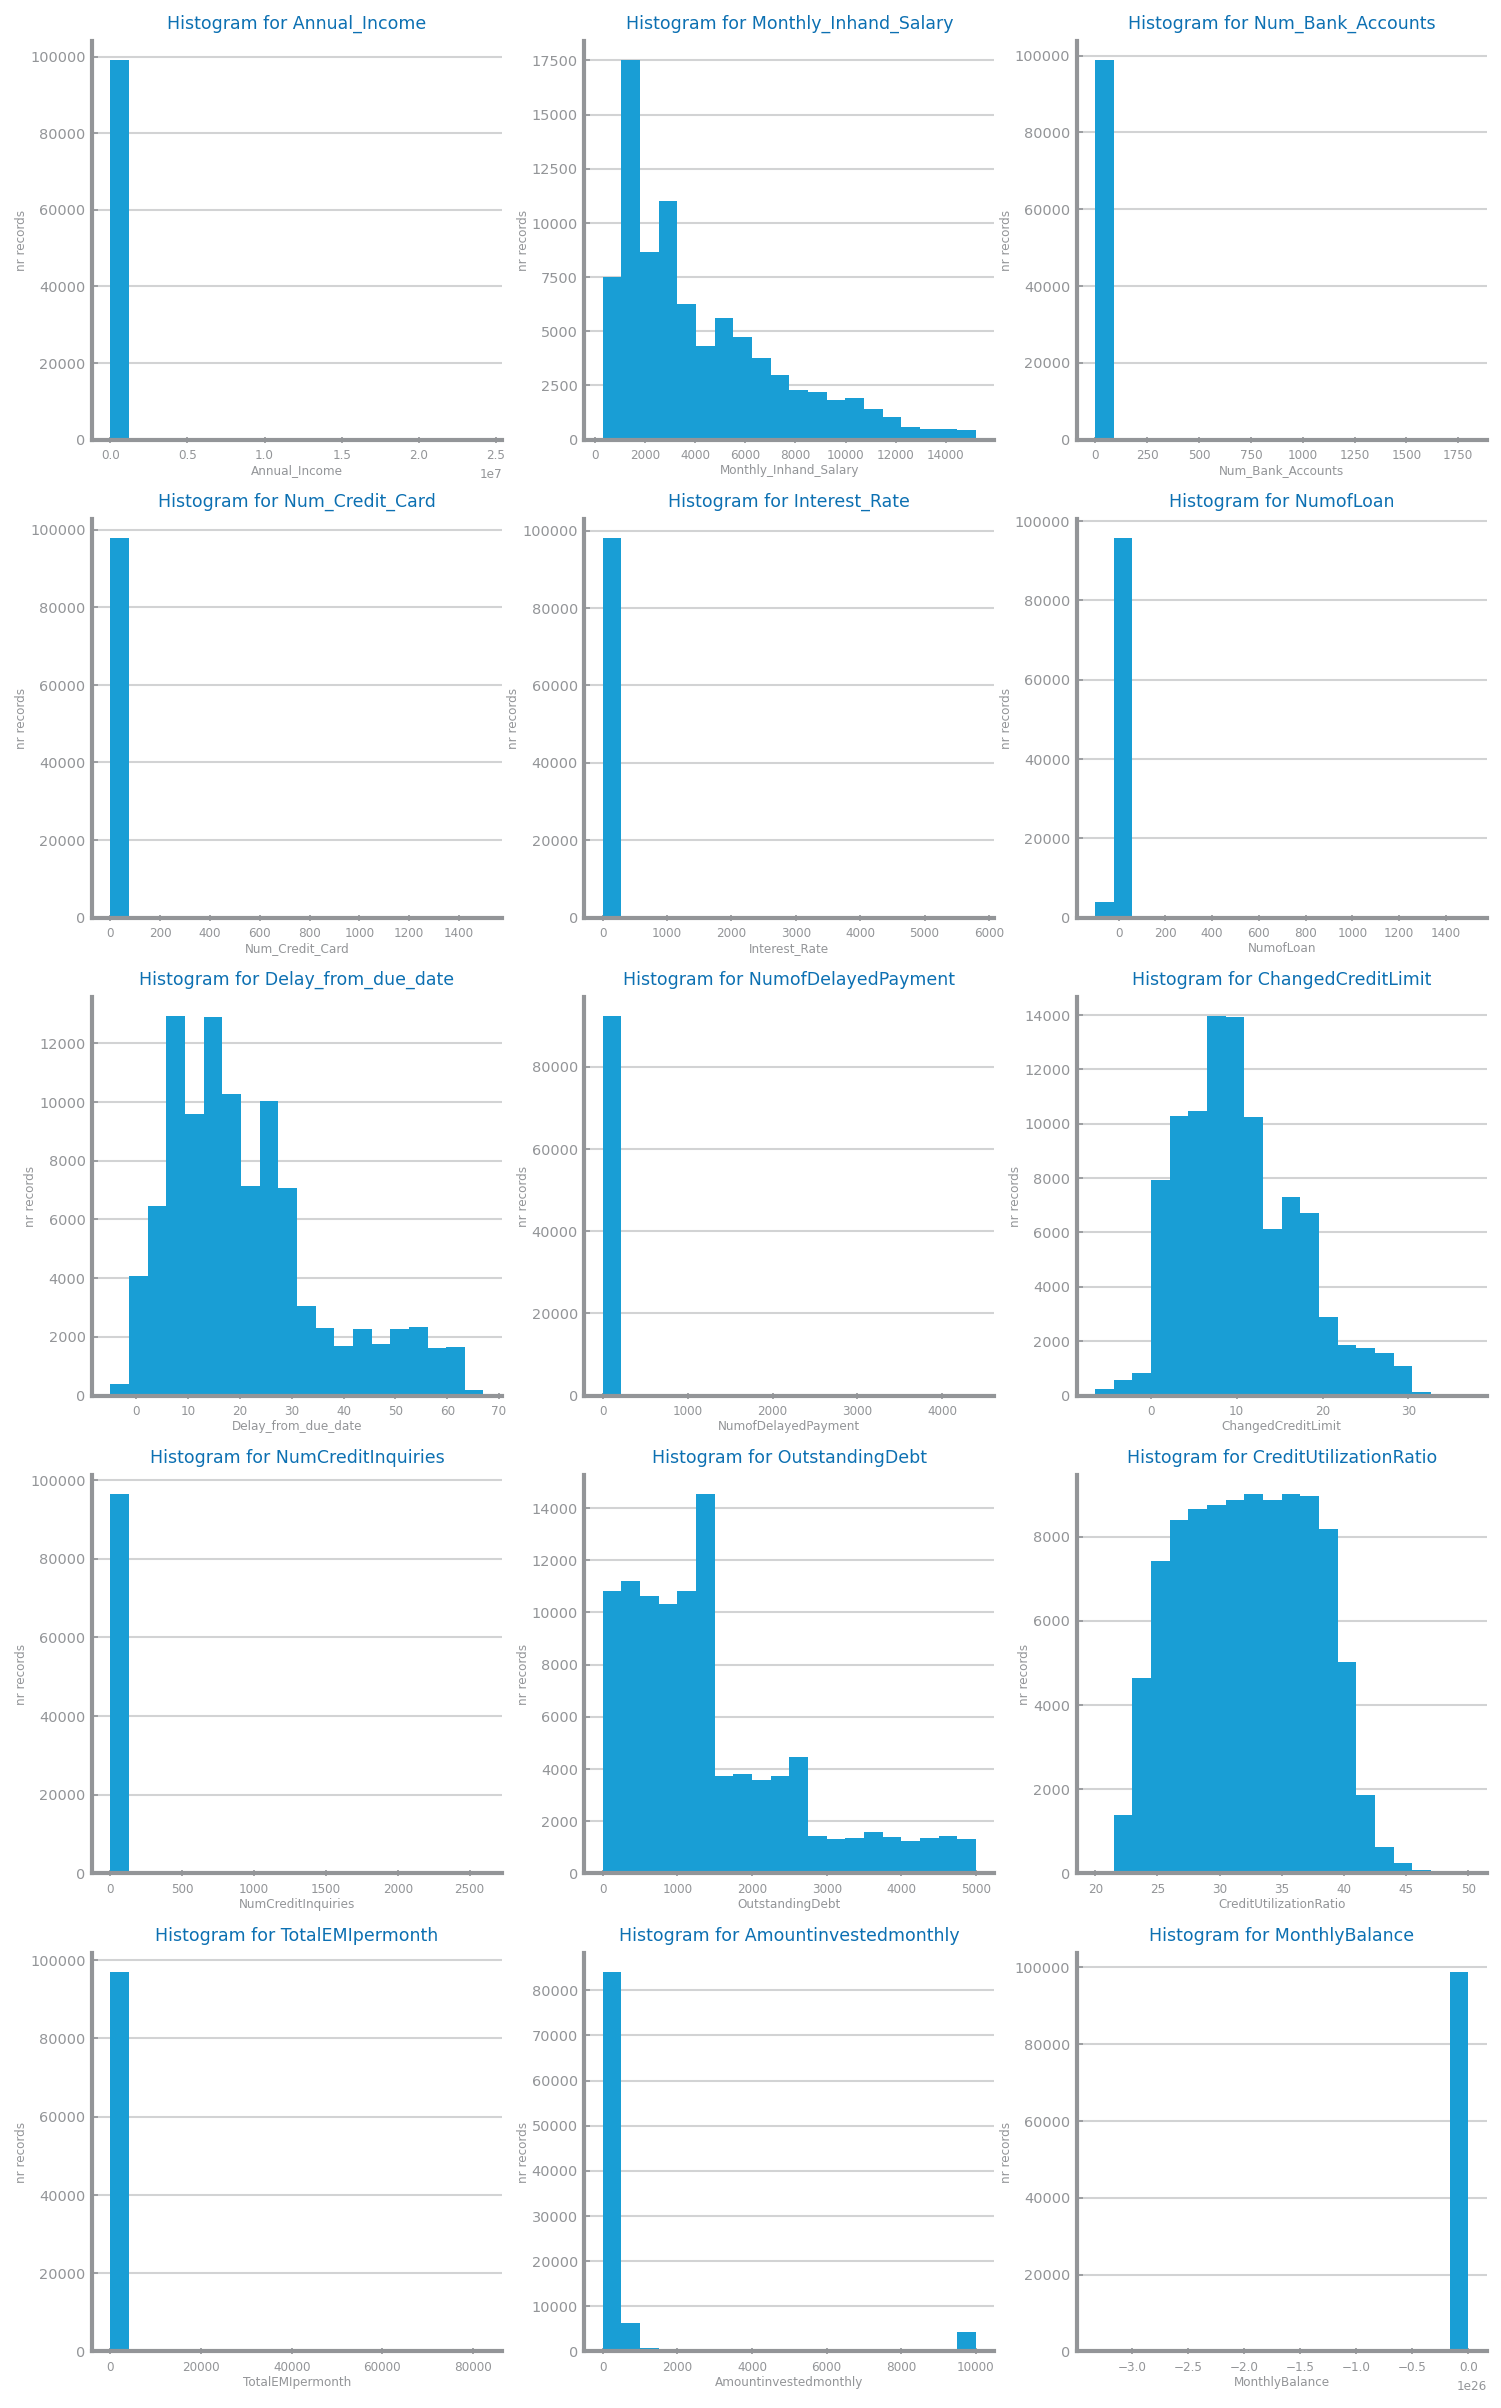 Histogram for Annual_Income
nr records
100000
80000
60000
40000
20000
0
0.0 0.5 1.0 1.5 2.0 2.5
Annual_Income
1e7
Histogram for Monthly_Inhand_Salary
nr records
17500
15000
12500
10000
7500
5000
2500
0
0 2000 4000 6000 8000 10000 12000 14000
Monthly_Inhand_Salary
Histogram for Num_Bank_Accounts
nr records
100000
80000
60000
40000
20000
0
0 250 500 750 1000 1250 1500 1750
Num_Bank_Accounts
Histogram for Num_Credit_Card
nr records
100000
80000
60000
40000
20000
0
0 200 400 600 800 1000 1200 1400
Num_Credit_Card
Histogram for Interest_Rate
nr records
100000
80000
60000
40000
20000
0
0 1000 2000 3000 4000 5000 6000
Interest_Rate
Histogram for NumofLoan
nr records
100000
80000
60000
40000
20000
0
0 200 400 600 800 1000 1200 1400
NumofLoan
Histogram for Delay_from_due_date
nr records
12000
10000
8000
6000
4000
2000
0
0 10 20 30 40 50 60 70
Delay_from_due_date
Histogram for NumofDelayedPayment
nr records
80000
60000
40000
20000
0
0 1000 2000 3000 4000
NumofDelayedPayment
Histogram for ChangedCreditLimit
nr records
14000
12000
10000
8000
6000
4000
2000
0
0 10 20 30
ChangedCreditLimit
Histogram for NumCreditInquiries
nr records
100000
80000
60000
40000
20000
0
0 500 1000 1500 2000 2500
NumCreditInquiries
Histogram for OutstandingDebt
nr records
14000
12000
10000
8000
6000
4000
2000
0
0 1000 2000 3000 4000 5000
OutstandingDebt
Histogram for CreditUtilizationRatio
nr records
8000
6000
4000
2000
0
20 25 30 35 40 45 50
CreditUtilizationRatio
Histogram for TotalEMIpermonth
nr records
100000
80000
60000
40000
20000
0
0 20000 40000 60000 80000
TotalEMIpermonth
Histogram for Amountinvestedmonthly
nr records
80000
70000
60000
50000
40000
30000
20000
10000
0
0 2000 4000 6000 8000 10000
Amountinvestedmonthly
Histogram for MonthlyBalance
nr records
100000
80000
60000
40000
20000
0
−3.0 −2.5 −2.0 −1.5 −1.0 −0.5 0.0
MonthlyBalance
1e26